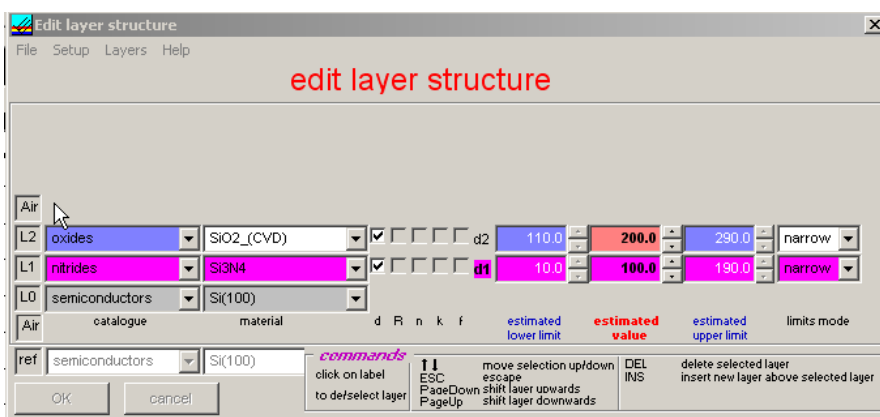 Edit layer structure
File Setup Layers Help
edit layer structure
Air
L2 oxides SiO2_(CVD) d2 110.0 200.0 290.0 narrow
L1 nitrides Si3N4 d1 10.0 100.0 190.0 narrow
L0 semiconductors Si(100)
Air catalogue material d R n k f estimated lower limit estimated value estimated upper limit limits mode
ref semiconductors Si(100)
OK cancel
commands
click on label
to de/select layer
↑↓ move selection up/down
ESC escape
PageDown shift layer upwards
PageUp shift layer downwards
DEL delete selected layer
INS insert new layer above selected layer